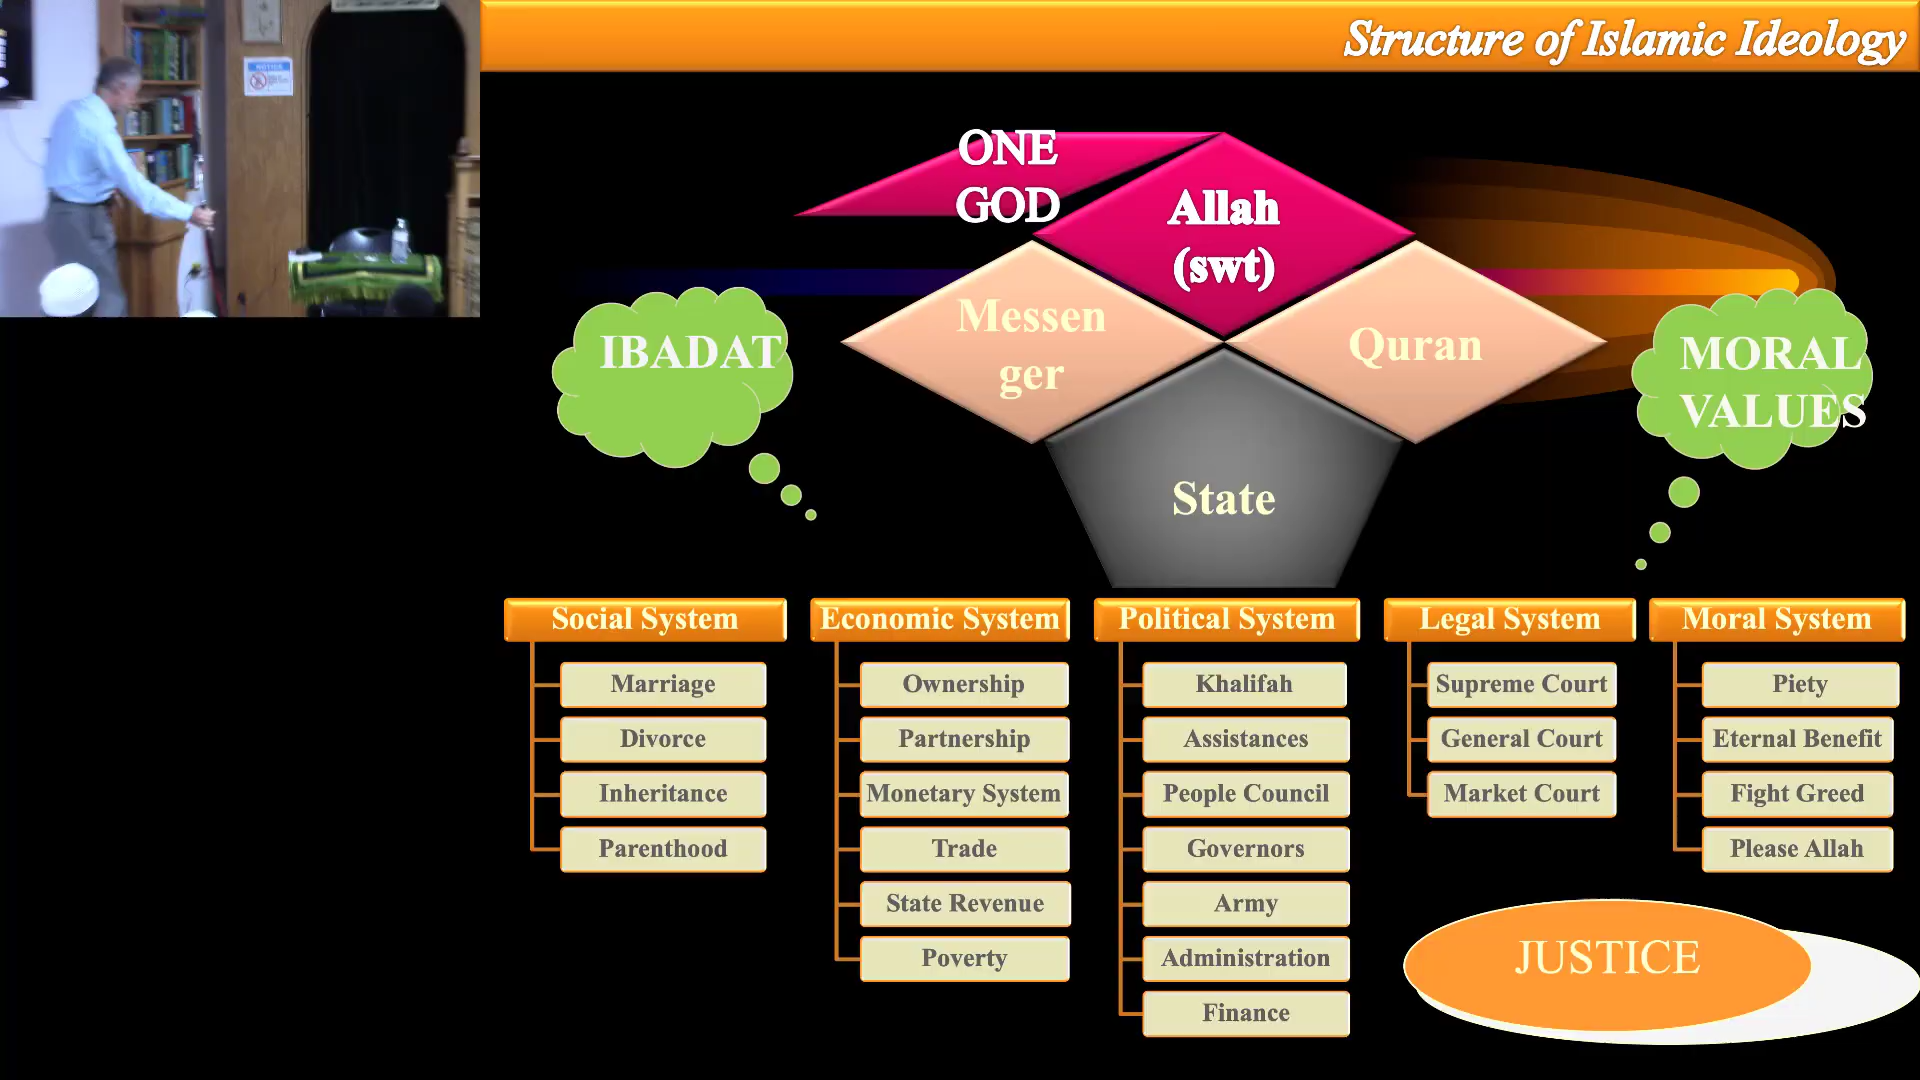 Structure of Islamic Ideology
NOTICE
ONE
GOD
Allah
(swt)
Messen
ger
Quran
IBADAT
MORAL
VALUES
State
Social System
Marriage
Divorce
Inheritance
Parenthood
Economic System
Ownership
Partnership
Monetary System
Trade
State Revenue
Poverty
Political System
Khalifah
Assistances
People Council
Governors
Army
Administration
Finance
Legal System
Supreme Court
General Court
Market Court
Moral System
Piety
Eternal Benefit
Fight Greed
Please Allah
JUSTICE